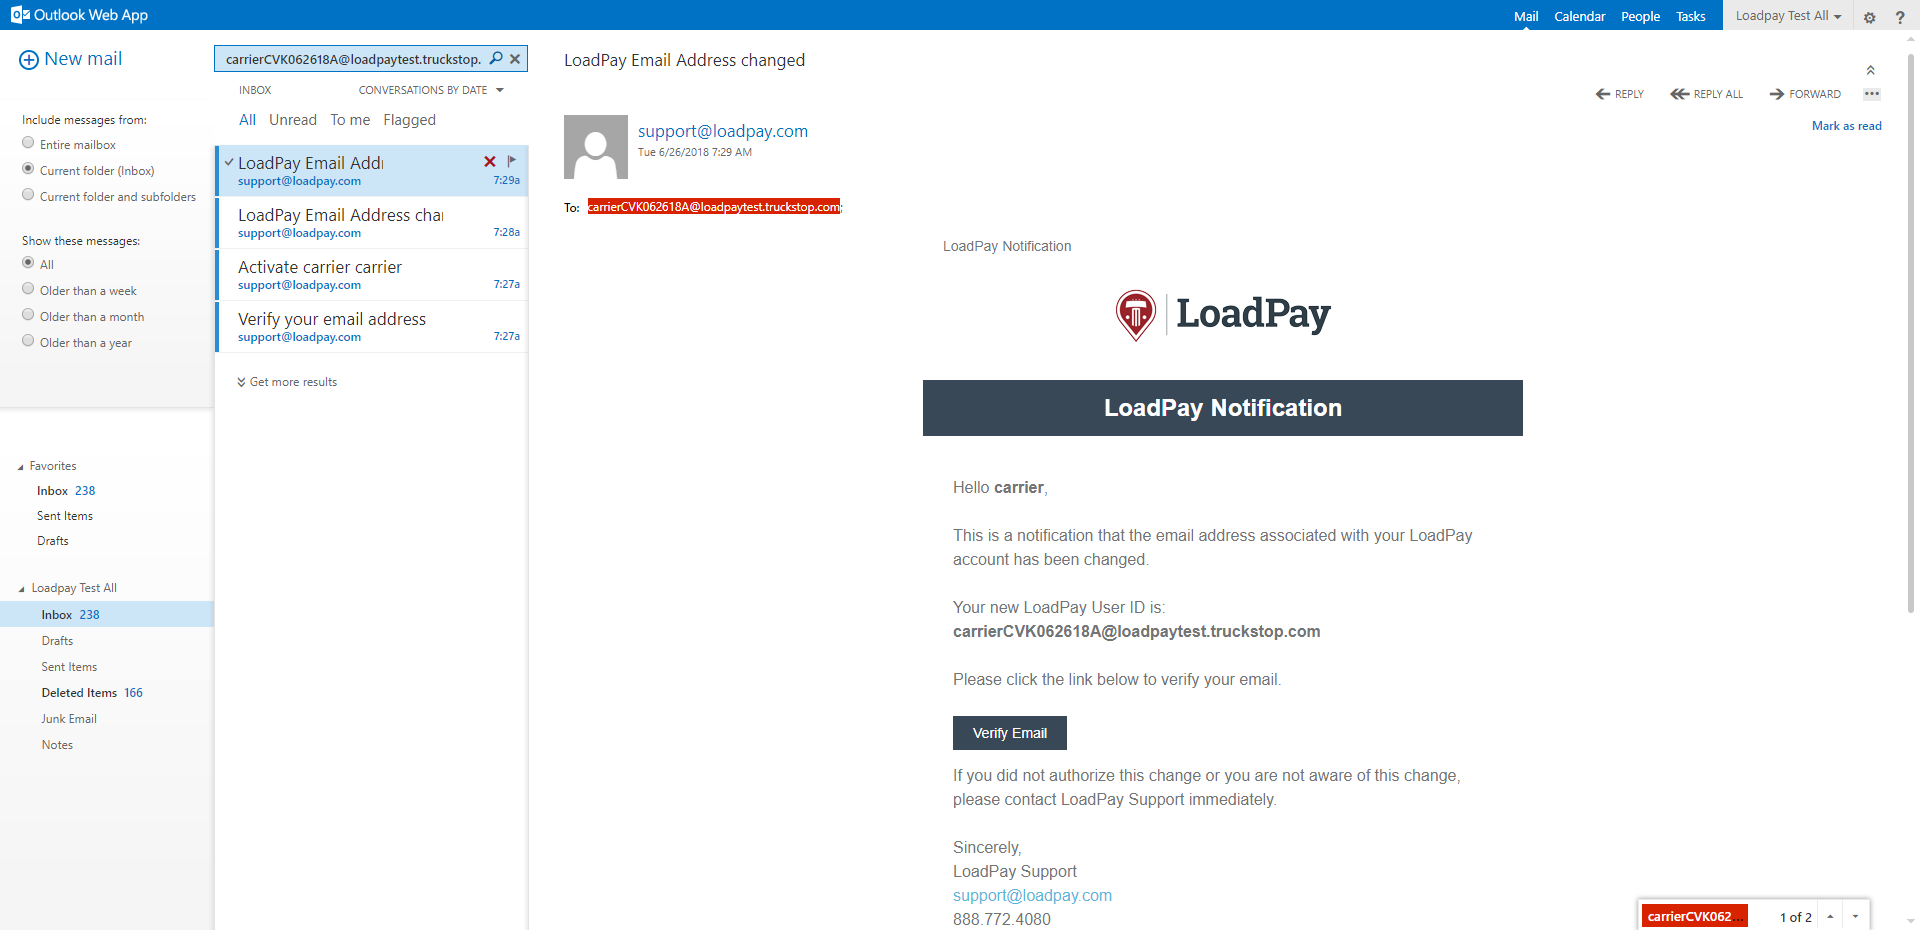 Outlook Web App
Mail Calendar People Tasks Loadpay Test All ?
New mail
Include messages from:
Entire mailbox
Current folder (Inbox)
Current folder and subfolders
Show these messages:
All
Older than a week
Older than a month
Older than a year
Favorites
Inbox 238
Sent Items
Drafts
Loadpay Test All
Inbox 238
Drafts
Sent Items
Deleted Items 166
Junk Email
Notes
carrierCVK062618A@loadpaytest.truckstop.
INBOX CONVERSATIONS BY DATE
All Unread To me Flagged
LoadPay Email Addr
support@loadpay.com 7:29a
LoadPay Email Address char
support@loadpay.com 7:28a
Activate carrier carrier
support@loadpay.com 7:27a
Verify your email address
support@loadpay.com 7:27a
Get more results
LoadPay Email Address changed
REPLY REPLY ALL FORWARD ...
Mark as read
support@loadpay.com
Tue 6/26/2018 7:29 AM
To: carrierCVK062618A@loadpaytest.truckstop.com;
LoadPay Notification
LoadPay
LoadPay Notification
Hello carrier,
This is a notification that the email address associated with your LoadPay
account has been changed.
Your new LoadPay User ID is:
carrierCVK062618A@loadpaytest.truckstop.com
Please click the link below to verify your email.
Verify Email
If you did not authorize this change or you are not aware of this change,
please contact LoadPay Support immediately.
Sincerely,
LoadPay Support
support@loadpay.com
888.772.4080
carrierCVK062... 1 of 2